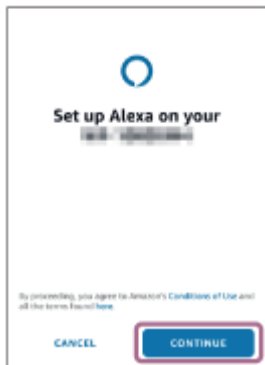 Set up Alexa on your
By proceeding, you agree to Amazon's Conditions of Use and
all the terms found here
CANCEL
CONTINUE